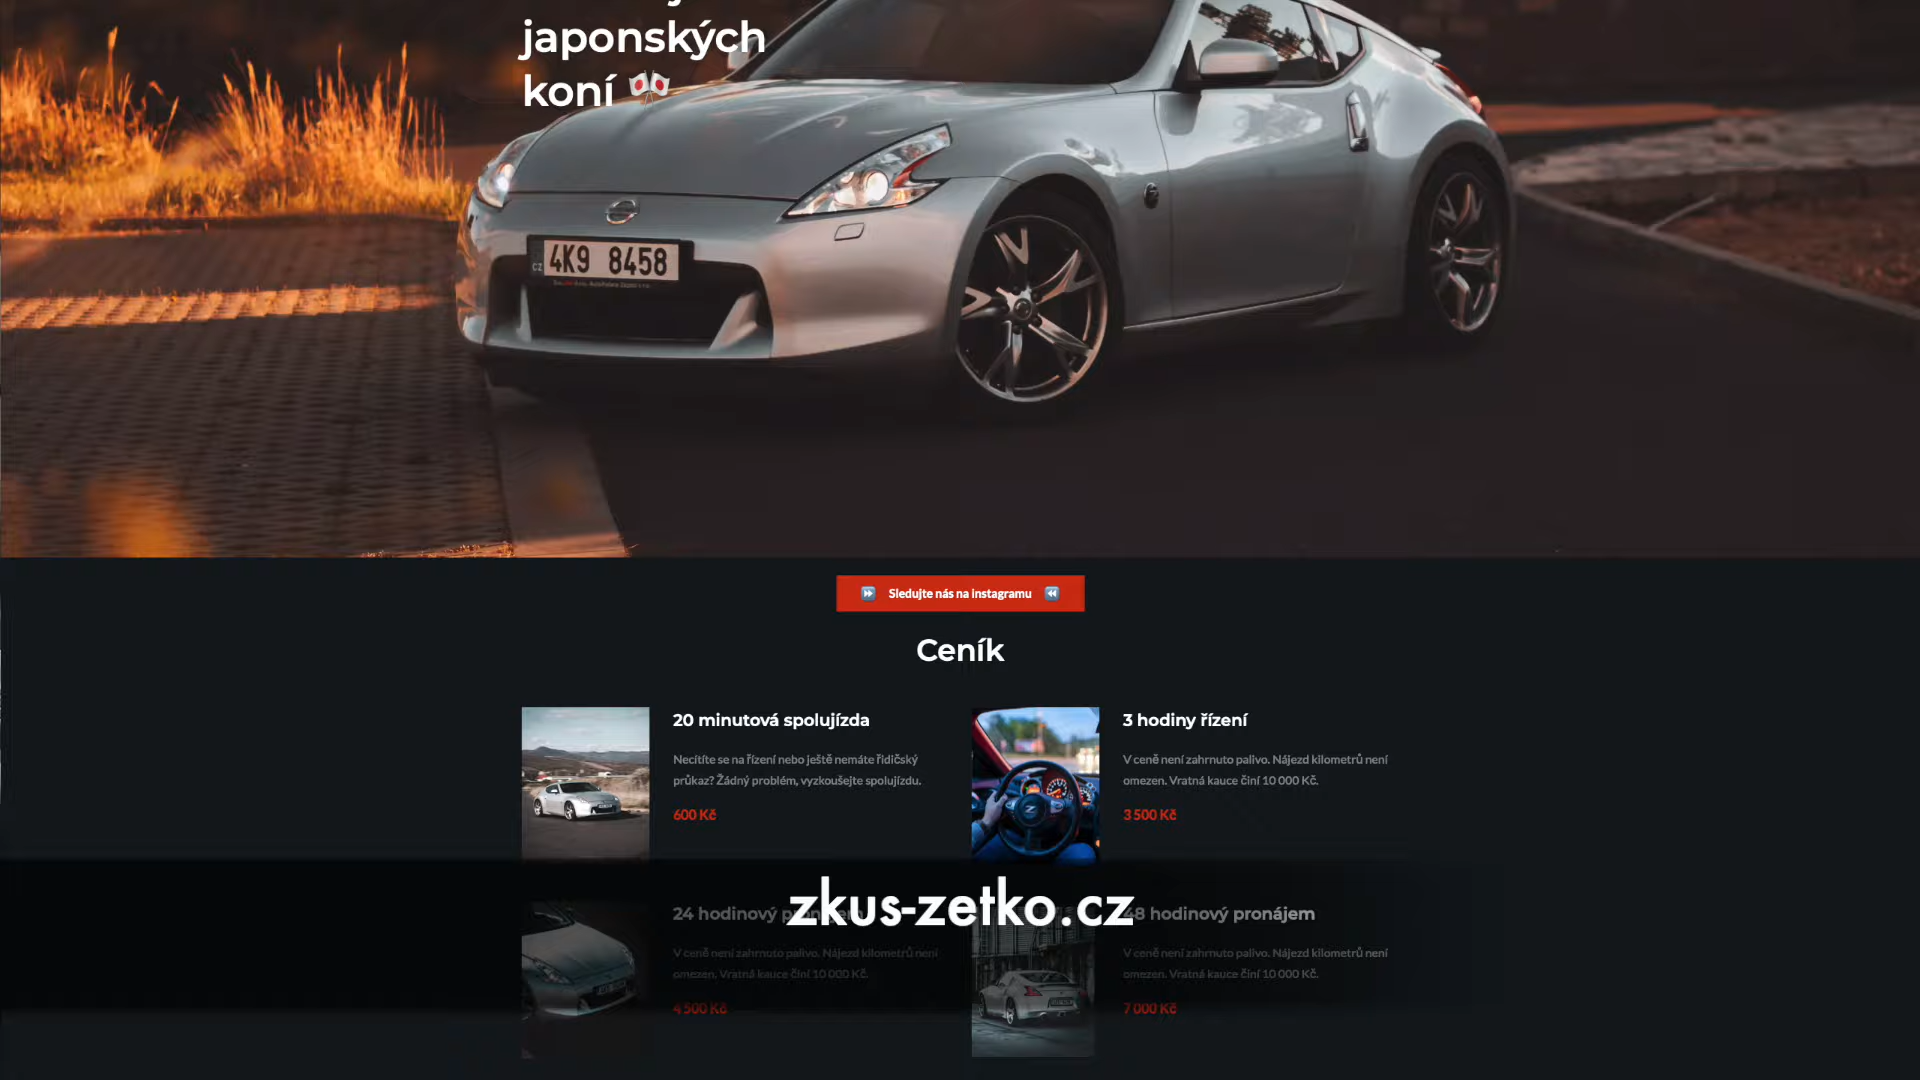 japonských
koní
CZ 4K9 8458
Sledujte nás na instagramu
Ceník
20 minutová spolujízda
Necítíte se na řízení nebo ještě nemáte řidičský
průkaz? Žádný problém, vyzkoušejte spolujízdu.
600 Kč
3 hodiny řízení
V ceně není zahrnuto palivo. Nájezd kilometrů není
omezen. Vratná kauce činí 10 000 Kč.
3 500 Kč
zkus-zetko.cz
24 hodinový pronájem
V ceně není zahrnuto palivo. Nájezd kilometrů není
omezen. Vratná kauce činí 10 000 Kč.
4 500 Kč
48 hodinový pronájem
V ceně není zahrnuto palivo. Nájezd kilometrů není
omezen. Vratná kauce činí 10 000 Kč.
7 000 Kč